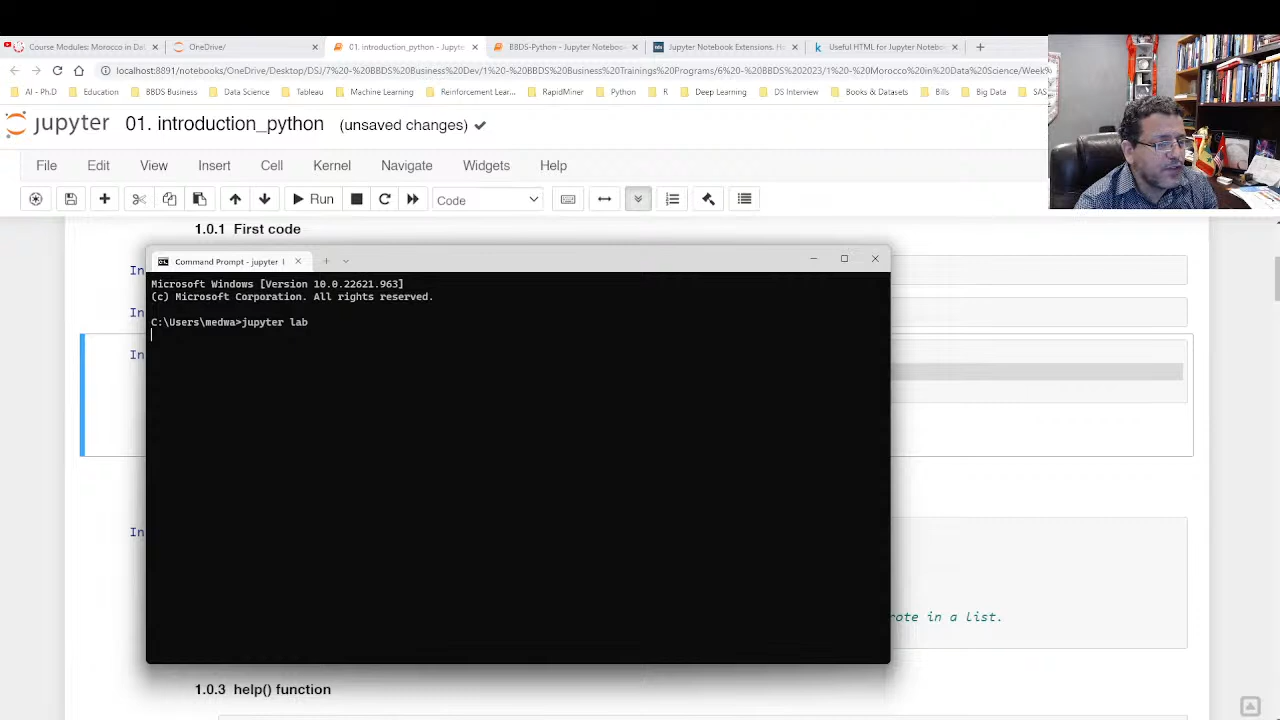 Course Modules: Morocco in Dat
OneDrive/
01. introduction_python - Jupyte
BBDS-Python - Jupyter Notebook
Jupyter Notebook Extensions. Ha
Useful HTML for Jupyter Notebo
localhost:8891/notebooks/OneDrive/Desktop/DSJ/7%20-%20BBDS%20Business%20Dev/1%20-%20BBDS%20Business%20Trainings%20Programs/6%20-%20BBDS%202023/1%20-%20Morocco%20in%20Data%20Science/Week%
AI - Ph.D
Education
BBDS Business
Data Science
Tableau
Machine Learning
Reinforcement Lear...
RapidMiner
Python
R
Deep Learning
DS Interview
Books & Datasets
Bills
Big Data
SAS
jupyter 01. introduction_python (unsaved changes)
File Edit View Insert Cell Kernel Navigate Widgets Help
Run
Code
1.0.1 First code
Command Prompt - jupyter l
In
Microsoft Windows [Version 10.0.22621.963]
(c) Microsoft Corporation. All rights reserved.
In
C:\Users\medwa>jupyter lab
In
In
rote in a list.
1.0.3 help() function